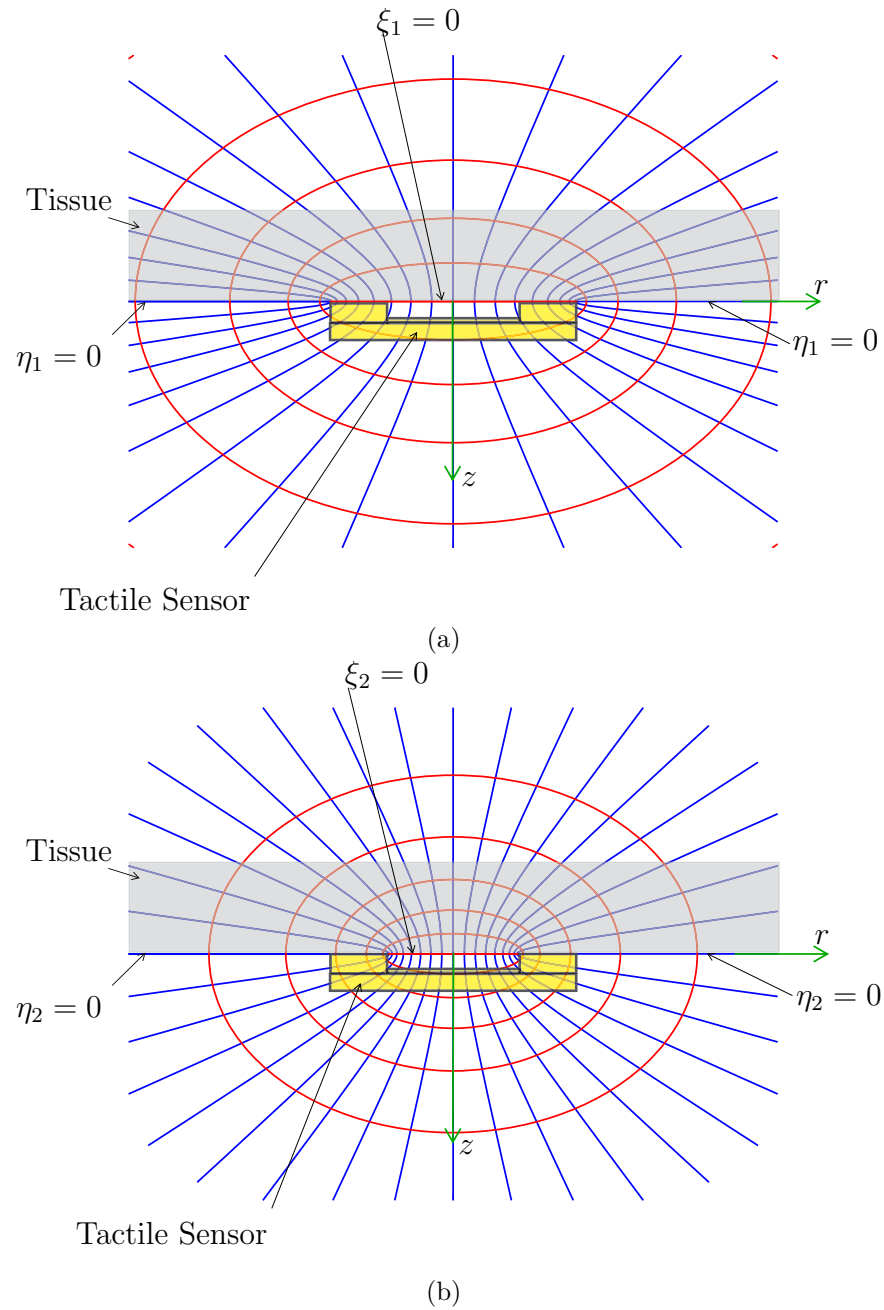 ξ₁ = 0
Tissue
r
η₁ = 0
η₁ = 0
z
Tactile Sensor
(a)
ξ₂ = 0
Tissue
r
η₂ = 0
η₂ = 0
z
Tactile Sensor
(b)